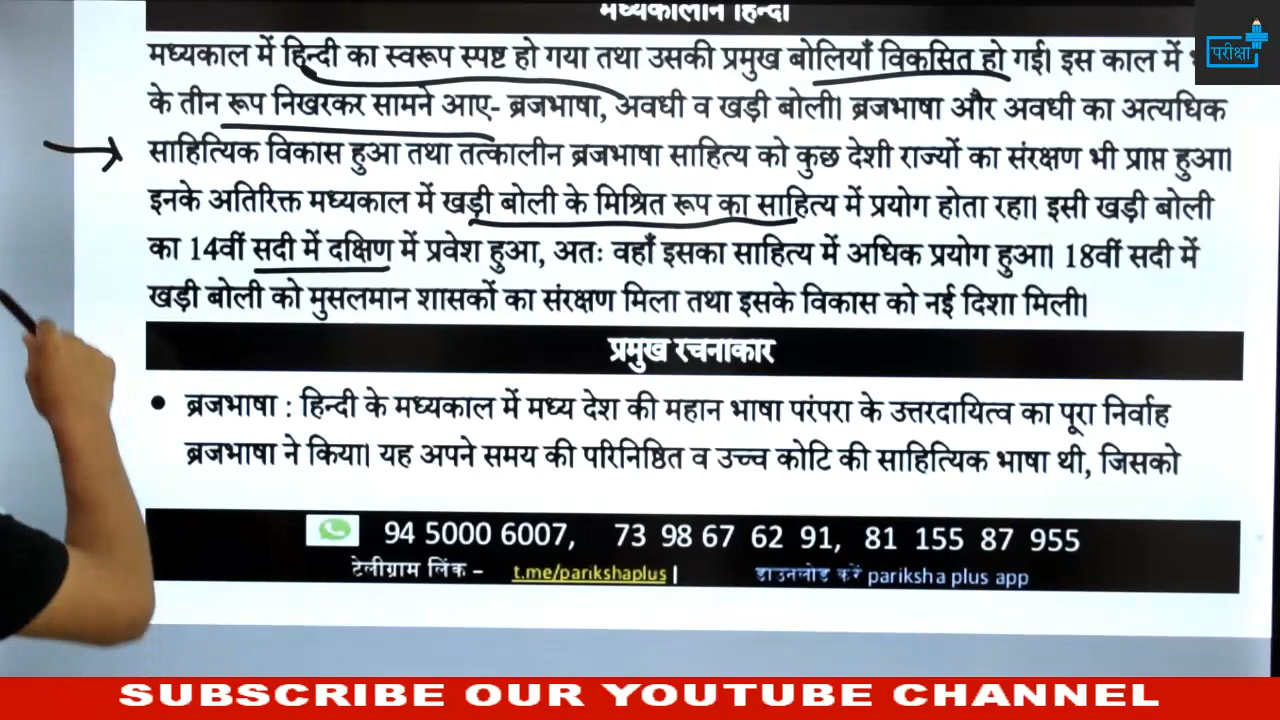 मध्यकालीन हिन्दी
परीक्षा
मध्यकाल में हिन्दी का स्वरूप स्पष्ट हो गया तथा उसकी प्रमुख बोलियाँ विकसित हो गई। इस काल में
के तीन रूप निखरकर सामने आए- ब्रजभाषा, अवधी व खड़ी बोली। ब्रजभाषा और अवधी का अत्यधिक
साहित्यिक विकास हुआ तथा तत्कालीन ब्रजभाषा साहित्य को कुछ देशी राज्यों का संरक्षण भी प्राप्त हुआ।
इनके अतिरिक्त मध्यकाल में खड़ी बोली के मिश्रित रूप का साहित्य में प्रयोग होता रहा। इसी खड़ी बोली
का 14वीं सदी में दक्षिण में प्रवेश हुआ, अतः वहाँ इसका साहित्य में अधिक प्रयोग हुआ। 18वीं सदी में
खड़ी बोली को मुसलमान शासकों का संरक्षण मिला तथा इसके विकास को नई दिशा मिली।
प्रमुख रचनाकार
• ब्रजभाषा : हिन्दी के मध्यकाल में मध्य देश की महान भाषा परंपरा के उत्तरदायित्व का पूरा निर्वाह
ब्रजभाषा ने किया। यह अपने समय की परिनिष्ठित व उच्च कोटि की साहित्यिक भाषा थी, जिसको
94 5000 6007, 73 98 67 62 91, 81 155 87 955
टेलीग्राम लिंक – t.me/parikshaplus | डाउनलोड करें pariksha plus app
SUBSCRIBE OUR YOUTUBE CHANNEL